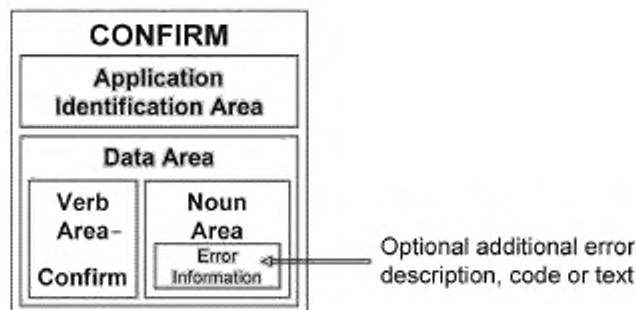 CONFIRM
Application
Identification Area
Data Area
Verb
Area-
Confirm
Noun
Area
Error
Information
Optional additional error
description, code or text